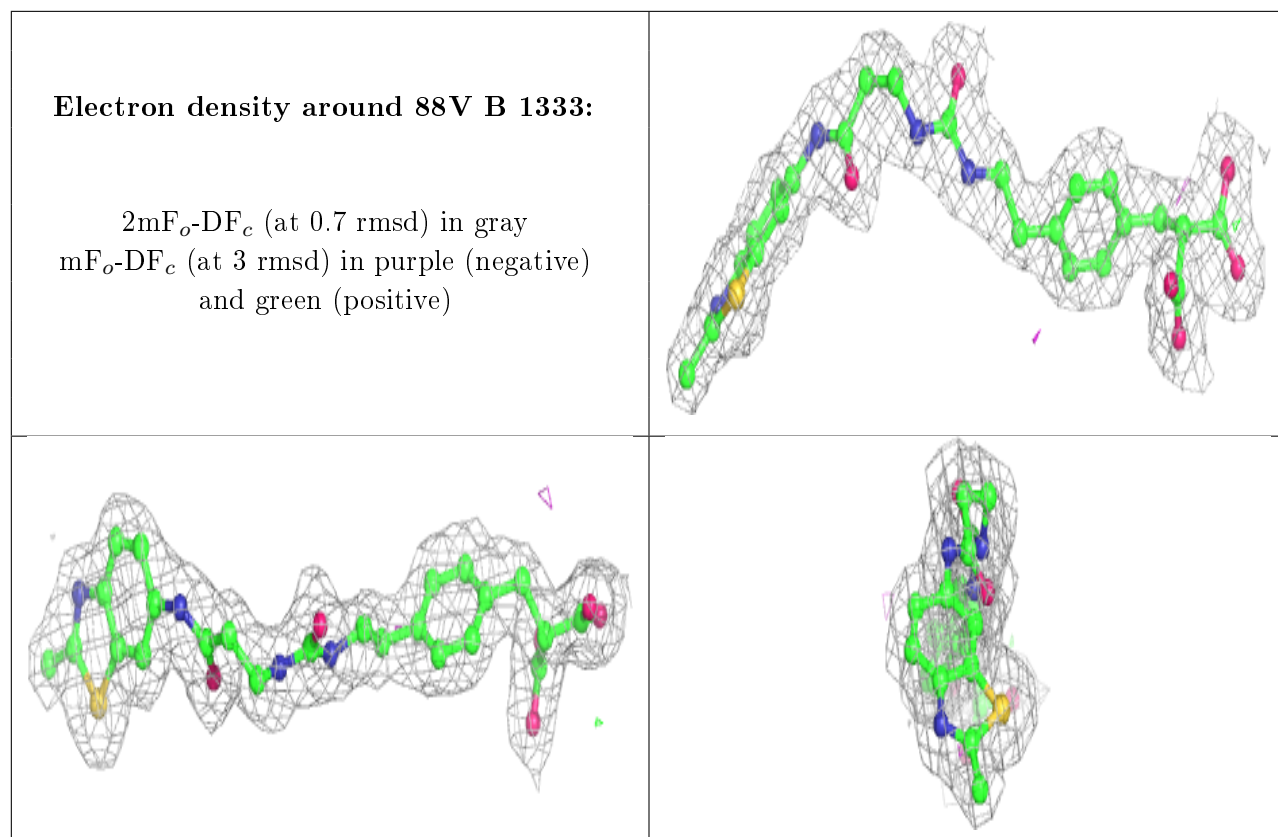 Electron density around 88V B 1333:
2mFo-DFc (at 0.7 rmsd) in gray
mFo-DFc (at 3 rmsd) in purple (negative)
and green (positive)